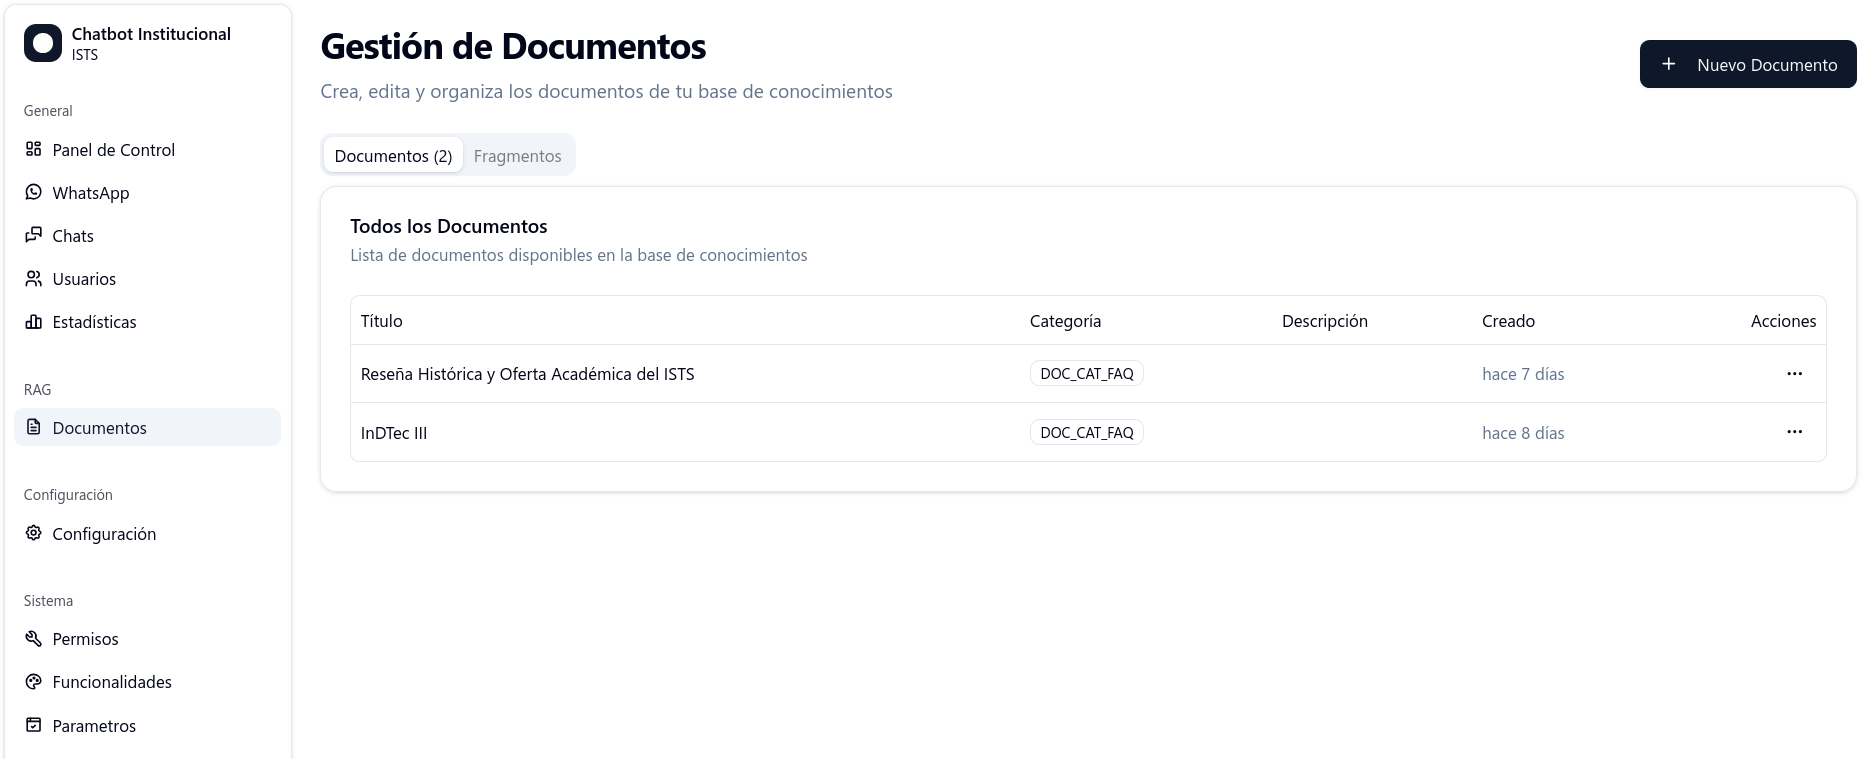 Chatbot Institucional
ISTS
General
Panel de Control
WhatsApp
Chats
Usuarios
Estadísticas
RAG
Documentos
Configuración
Configuración
Sistema
Permisos
Funcionalidades
Parametros
Gestión de Documentos
Crea, edita y organiza los documentos de tu base de conocimientos
+ Nuevo Documento
Documentos (2) Fragmentos
Todos los Documentos
Lista de documentos disponibles en la base de conocimientos
Título Categoría Descripción Creado Acciones
Reseña Histórica y Oferta Académica del ISTS DOC_CAT_FAQ hace 7 días ...
InDTec III DOC_CAT_FAQ hace 8 días ...